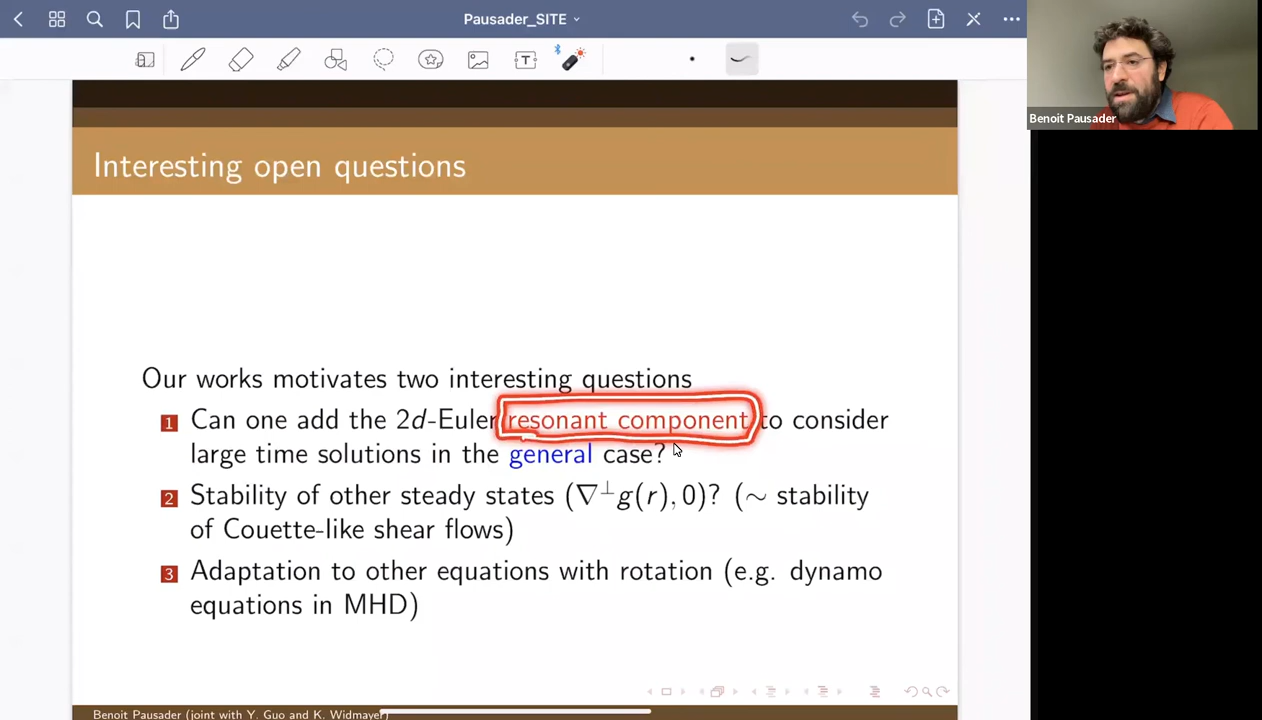 Pausader_SITE
T
Benoit Pausader
Interesting open questions
Our works motivates two interesting questions
1 Can one add the 2d-Euler resonant component to consider
large time solutions in the general case?
2 Stability of other steady states (∇⊥g(r), 0)? (∼ stability
of Couette-like shear flows)
3 Adaptation to other equations with rotation (e.g. dynamo
equations in MHD)
Benoit Pausader (joint with Y. Guo and K. Widmayer)